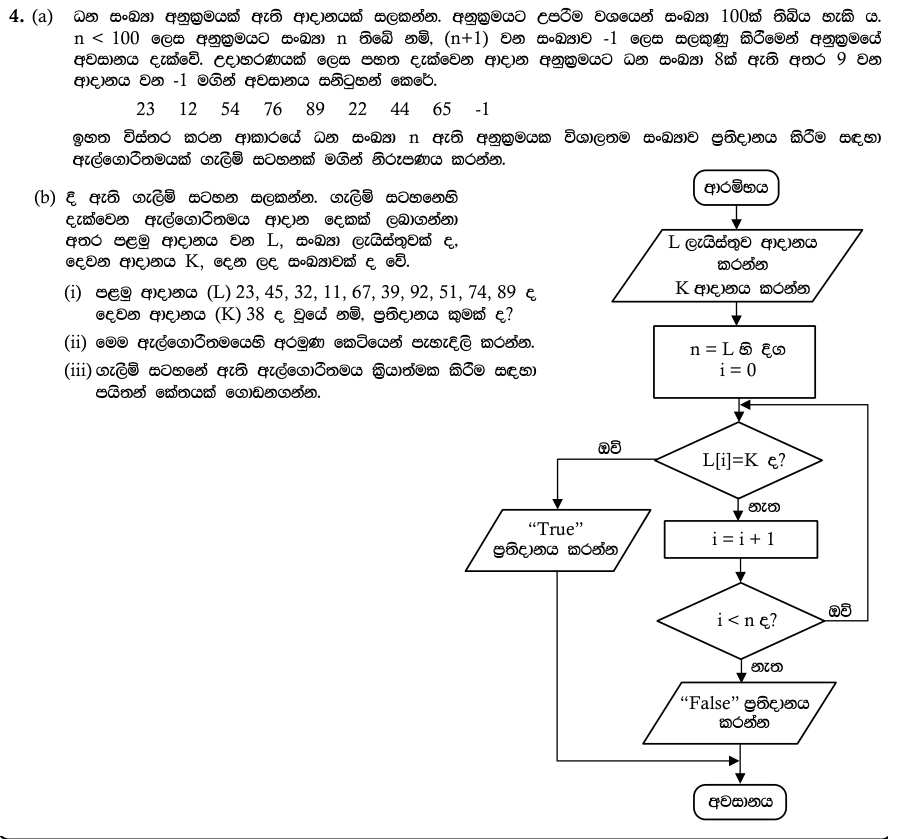 4. (a) ධන සංඛ්‍යා අනුක්‍රමයක් ඇති ආදානයක් සලකන්න. අනුක්‍රමයට උපරිම වශයෙන් සංඛ්‍යා 100ක් තිබිය හැකි ය.
n < 100 ලෙස අනුක්‍රමයට සංඛ්‍යා n තිබේ නම්, (n+1) වන සංඛ්‍යාව -1 ලෙස සලකුණු කිරීමෙන් අනුක්‍රමයේ
අවසානය දැක්වේ. උදාහරණයක් ලෙස පහත දැක්වෙන ආදාන අනුක්‍රමයට ධන සංඛ්‍යා 8ක් ඇති අතර 9 වන
ආදානය වන -1 මගින් අවසානය සනිටුහන් කෙරේ.
23 12 54 76 89 22 44 65 -1
ඉහත විස්තර කරන ආකාරයේ ධන සංඛ්‍යා n ඇති අනුක්‍රමයක විශාලතම සංඛ්‍යාව ප්‍රතිදානය කිරීම සඳහා
ඇල්ගොරිතමයක් ගැලීම් සටහනක් මගින් නිරූපණය කරන්න.
(b) දී ඇති ගැලීම් සටහන සලකන්න. ගැලීම් සටහනෙහි
දැක්වෙන ඇල්ගොරිතමය ආදාන දෙකක් ලබාගන්නා
අතර පළමු ආදානය වන L, සංඛ්‍යා ලැයිස්තුවක් ද,
දෙවන ආදානය K, දෙන ලද සංඛ්‍යාවක් ද වේ.
(i) පළමු ආදානය (L) 23, 45, 32, 11, 67, 39, 92, 51, 74, 89 ද
දෙවන ආදානය (K) 38 ද වූයේ නම්, ප්‍රතිදානය කුමක් ද?
(ii) මෙම ඇල්ගොරිතමයෙහි අරමුණ කෙටියෙන් පැහැදිලි කරන්න.
(iii) ගැලීම් සටහනේ ඇති ඇල්ගොරිතමය ක්‍රියාත්මක කිරීම සඳහා
පයිතන් කේතයක් ගොඩනගන්න.
ආරම්භය
L ලැයිස්තුව ආදානය
කරන්න
K ආදානය කරන්න
n = L හි දිග
i = 0
L[i]=K ද?
ඔව්
නැත
“True”
ප්‍රතිදානය කරන්න
i = i + 1
i < n ද?
ඔව්
නැත
“False” ප්‍රතිදානය
කරන්න
අවසානය